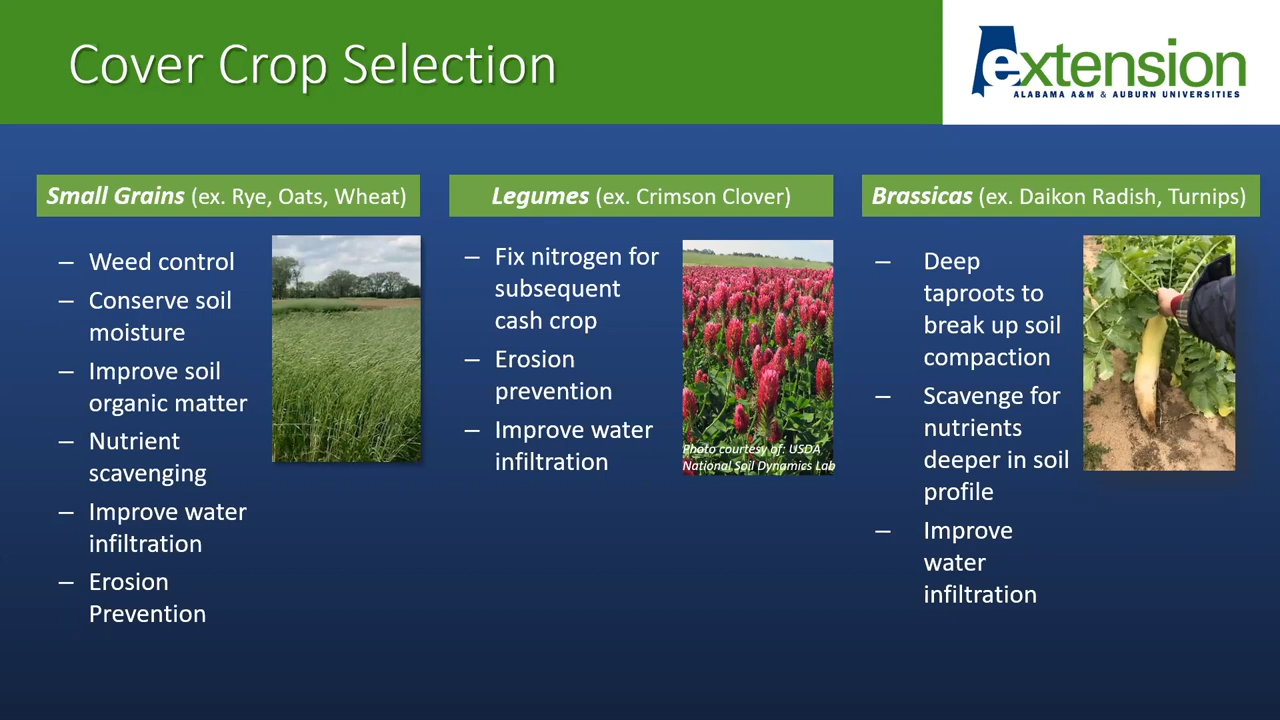 Cover Crop Selection
extension
ALABAMA A&M & AUBURN UNIVERSITIES
Small Grains (ex. Rye, Oats, Wheat)
– Weed control
– Conserve soil
moisture
– Improve soil
organic matter
– Nutrient
scavenging
– Improve water
infiltration
– Erosion
Prevention
Legumes (ex. Crimson Clover)
– Fix nitrogen for
subsequent
cash crop
– Erosion
prevention
– Improve water
infiltration
Photo courtesy of: USDA
National Soil Dynamics Lab
Brassicas (ex. Daikon Radish, Turnips)
– Deep
taproots to
break up soil
compaction
– Scavenge for
nutrients
deeper in soil
profile
– Improve
water
infiltration